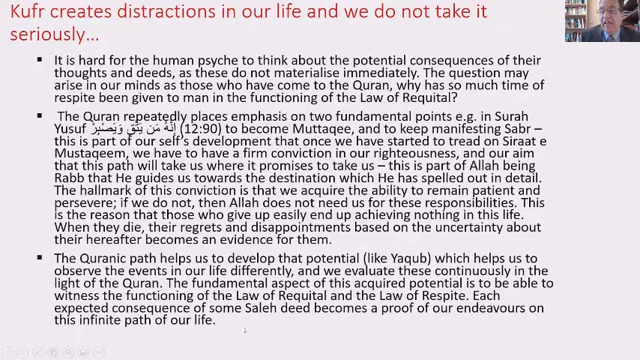 Kufr creates distractions in our life and we do not take it
seriously…
▪ It is hard for the human psyche to think about the potential consequences of their
thoughts and deeds, as these do not materialise immediately. The question may
arise in our minds as those who have come to the Quran, why has so much time of
respite been given to man in the functioning of the Law of Requital?
▪ The Quran repeatedly places emphasis on two fundamental points e.g. in Surah
Yusuf إِنَّهُ مَن يَتَّقِ وَيَصْبِرْ (12:90) to become Muttaqee, and to keep manifesting Sabr –
this is part of our self's development that once we have started to tread on Siraat e
Mustaqeem, we have to have a firm conviction in our righteousness, and our aim
that this path will take us where it promises to take us – this is part of Allah being
Rabb that He guides us towards the destination which He has spelled out in detail.
The hallmark of this conviction is that we acquire the ability to remain patient and
persevere; if we do not, then Allah does not need us for these responsibilities. This
is the reason that those who give up easily end up achieving nothing in this life.
When they die, their regrets and disappointments based on the uncertainty about
their hereafter becomes an evidence for them.
▪ The Quranic path helps us to develop that potential (like Yaqub) which helps us to
observe the events in our life differently, and we evaluate these continuously in the
light of the Quran. The fundamental aspect of this acquired potential is to be able to
witness the functioning of the Law of Requital and the Law of Respite. Each
expected consequence of some Saleh deed becomes a proof of our endeavours on
this infinite path of our life.